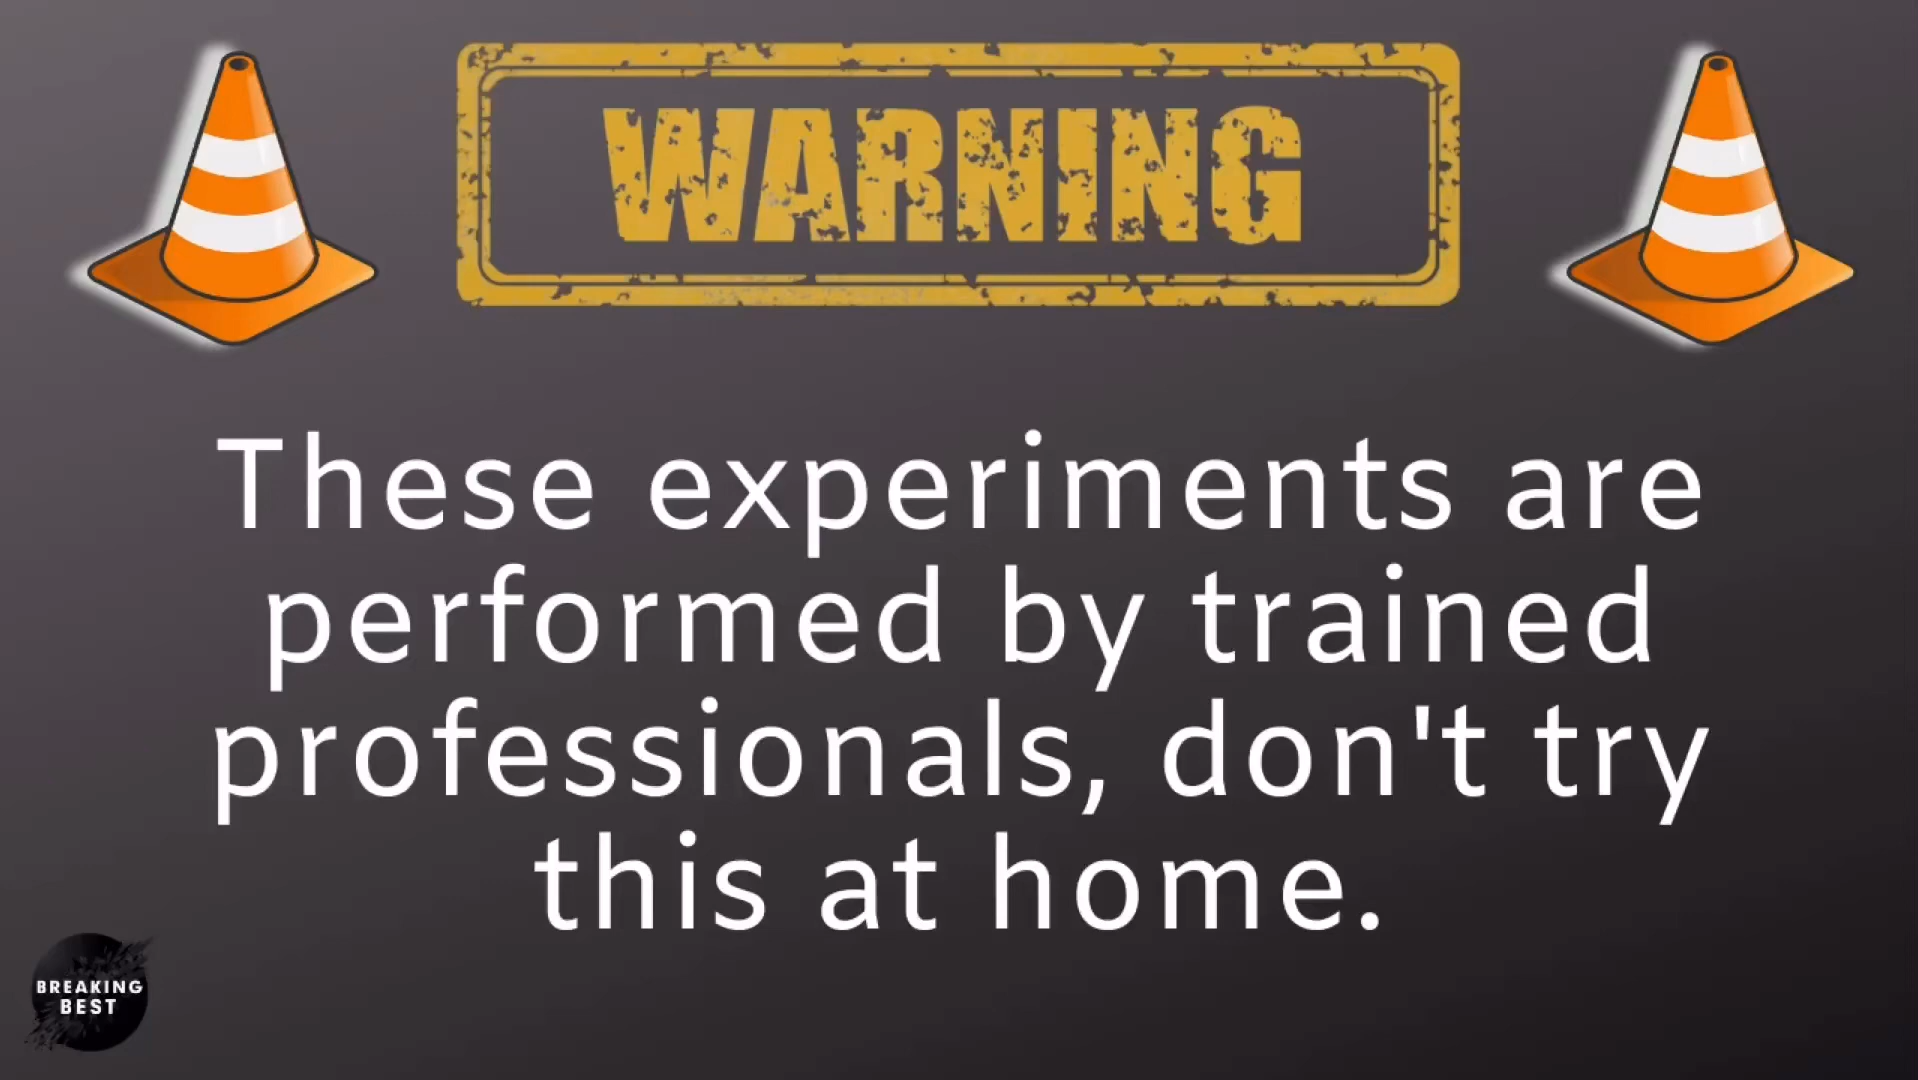 WARNING
These experiments are
performed by trained
professionals, don't try
this at home.
BREAKING
BEST